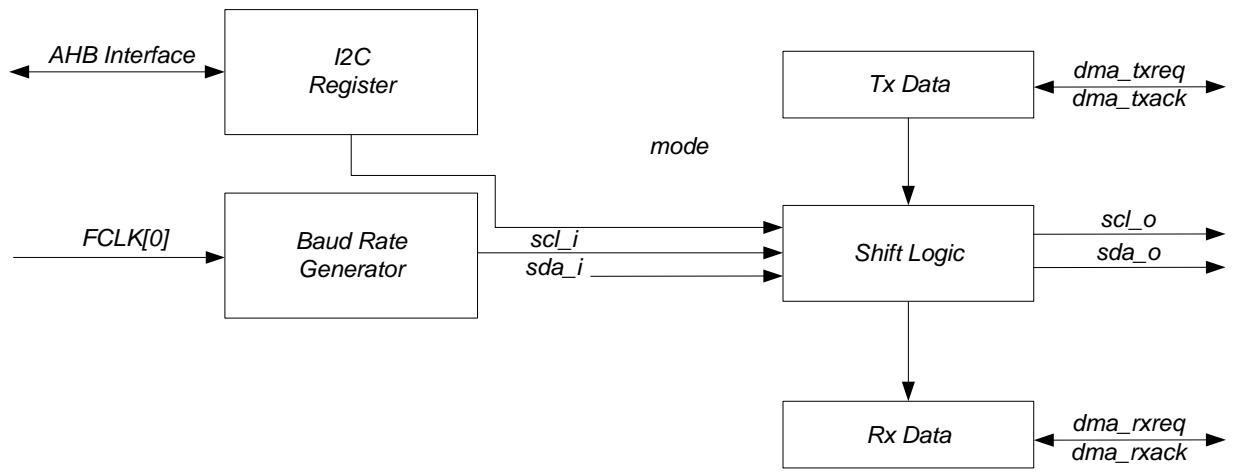 AHB Interface
I2C
Register
Tx Data
dma_txreq
dma_txack
mode
FCLK[0]
Baud Rate
Generator
scl_i
sda_i
Shift Logic
scl_o
sda_o
Rx Data
dma_rxreq
dma_rxack